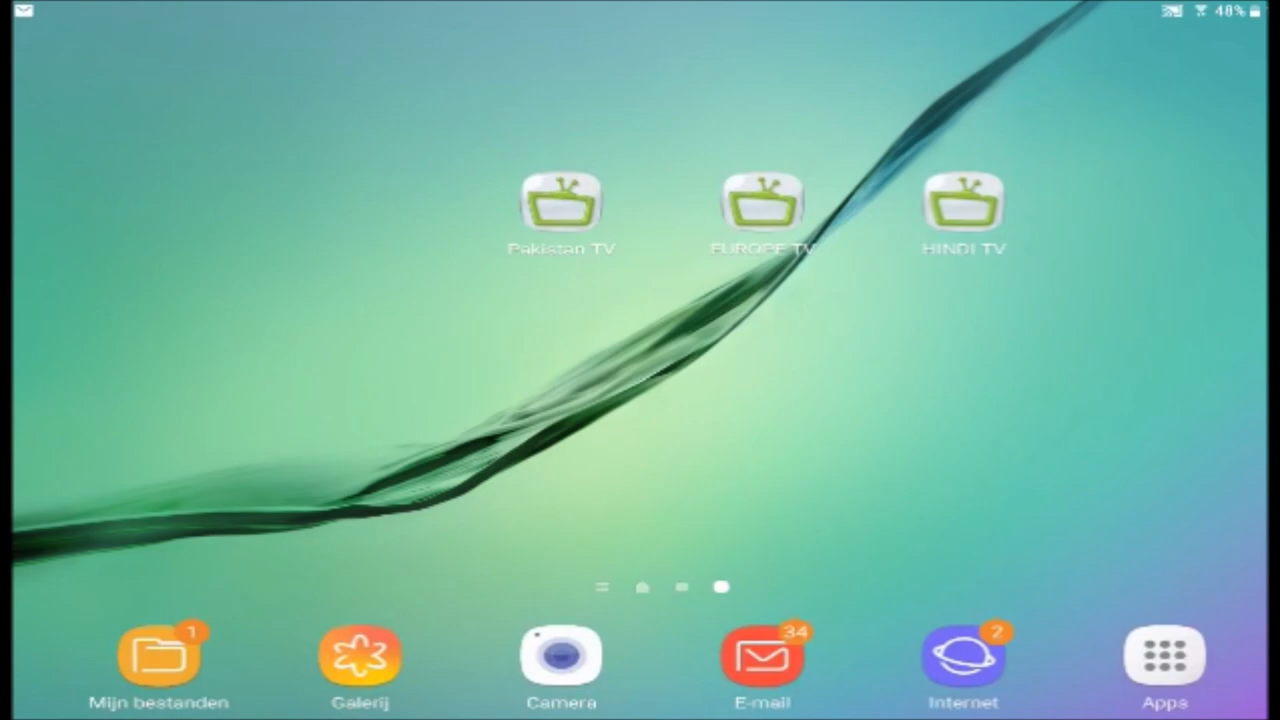 48%
Pakistan TV
EUROPE TV
HINDI TV
1
34
2
Mijn bestanden
Galerij
Camera
E-mail
Internet
Apps